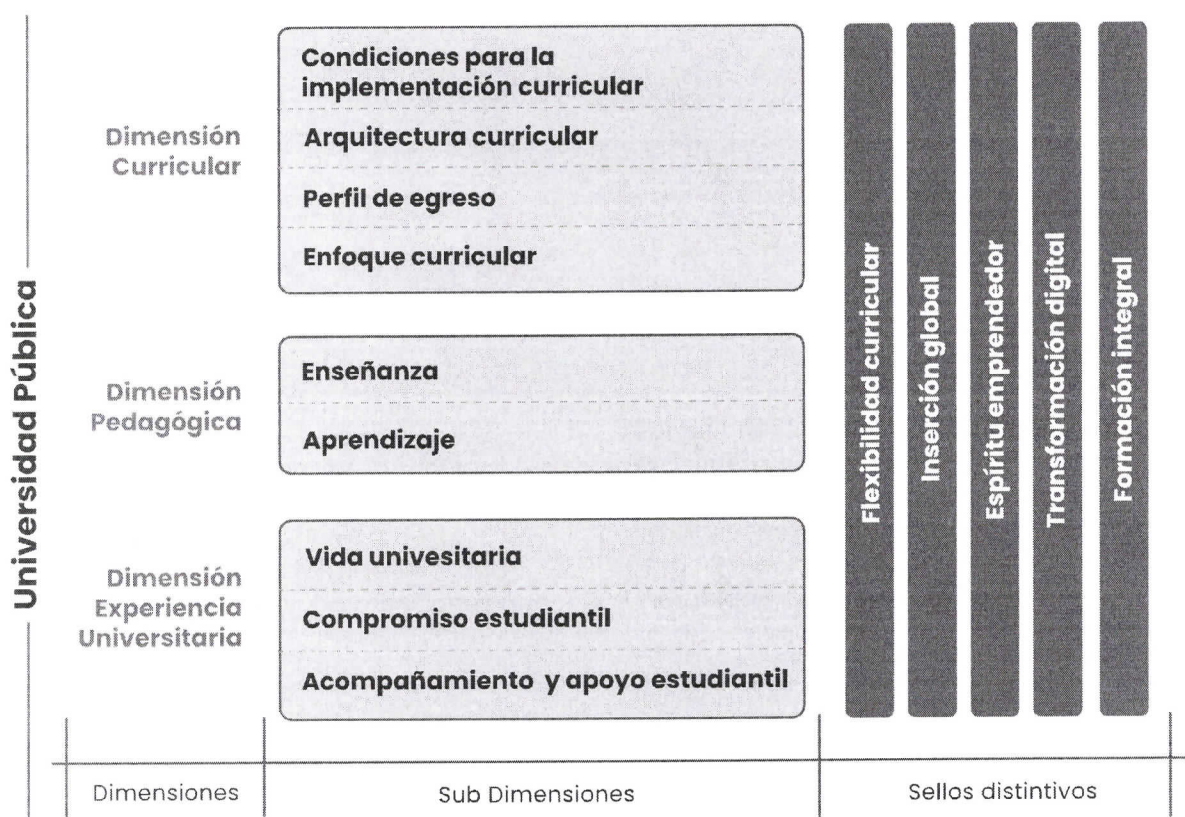 Universidad Pública
Dimensión
Curricular
Condiciones para la
implementación curricular
Arquitectura curricular
Perfil de egreso
Enfoque curricular
Dimensión
Pedagógica
Enseñanza
Aprendizaje
Dimensión
Experiencia
Universitaria
Vida univesitaria
Compromiso estudiantil
Acompañamiento y apoyo estudiantil
Flexibilidad curricular
Inserción global
Espíritu emprendedor
Transformación digital
Formación integral
Dimensiones
Sub Dimensiones
Sellos distintivos